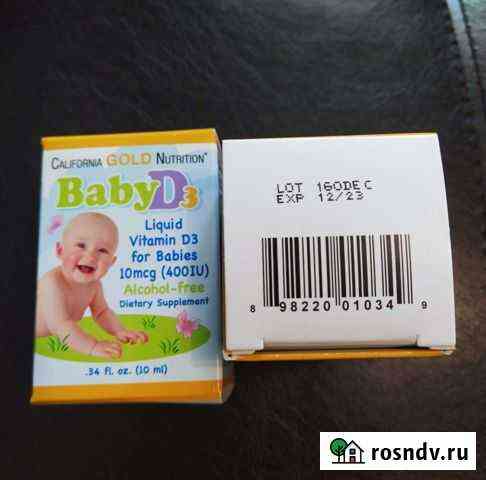 CALIFORNIA GOLD NUTRITION®
BabyD3
Liquid
Vitamin D3
for Babies
10mcg (400IU)
Alcohol-free
Dietary Supplement
.34 fl. oz. (10 ml)
LOT 160DEC
EXP 12/23
8 98220 01034 9
rosndv.ru